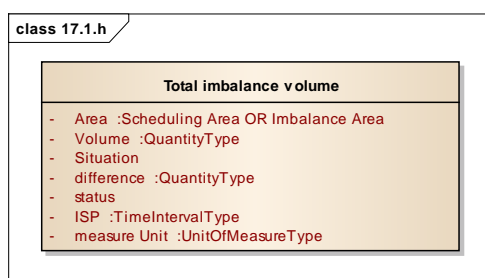 class 17.1.h
Total imbalance volume
- Area :Scheduling Area OR Imbalance Area
- Volume :QuantityType
- Situation
- difference :QuantityType
- status
- ISP :TimeIntervalType
- measure Unit :UnitOfMeasureType